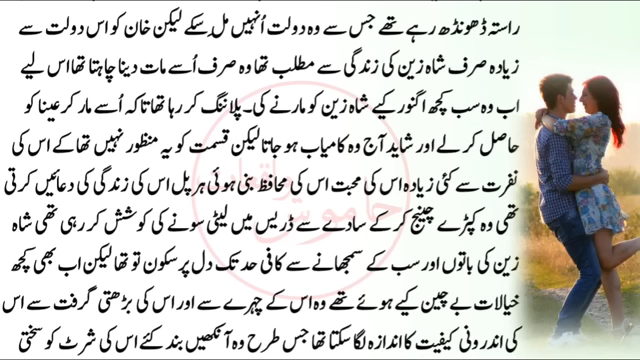 راستہ ڈھونڈھ رہے تھے جس سے وہ دولت اُنہیں مل سکے لیکن خان کو اس دولت سے
زیادہ صرف شاہ زین کی زندگی سے مطلب تھا وہ صرف اُسے مات دینا چاہتا تھا اس لیے
اب وہ سب کچھ اگنور کیے شاہ زین کو مارنے کی۔ پلاننگ کر رہا تھا تاکہ اُسے مار کر عینا کو
حاصل کر لے اور شاید آج وہ کامیاب ہو جاتا لیکن قسمت کو یہ منظور نہیں تھا کے اس کی
نفرت سے کئی زیادہ اس کی محبت اس کی محافظ بنی ہوئی ہر پل اس کی زندگی کی دعائیں کرتی
تھی وہ کپڑے چینج کر کے سادے سے ڈریس میں لیٹی سونے کی کوشش کر رہی تھی شاہ
زین کی باتوں اور سب کے سمجھانے سے کافی حد تک دل پر سکون تو تھا لیکن اب بھی کچھ
خیالات بے چین کیے ہوئے تھے وہ اس کے چہرے سے اور اس کی بڑھتی گرفت سے اس
کی اندرونی کیفیت کا اندازہ لگا سکتا تھا جس طرح وہ آنکھیں بند کئے اس کی شرٹ کو سختی